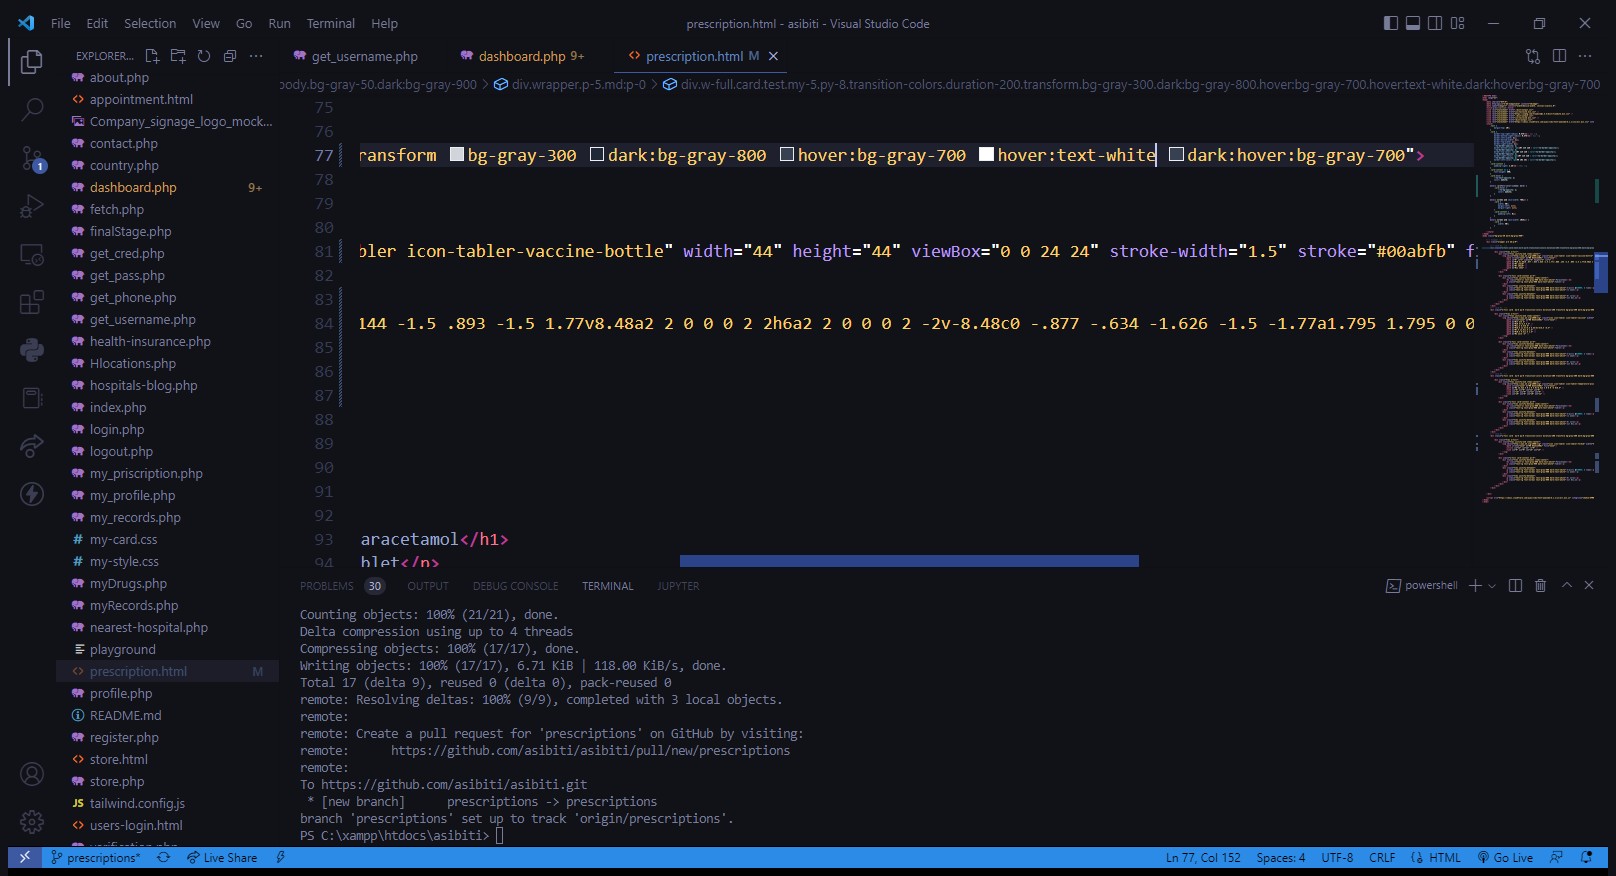 File Edit Selection View Go Run Terminal Help
prescription.html - asibiti - Visual Studio Code
EXPLORER...
about.php
appointment.html
Company_signage_logo_mock...
contact.php
country.php
dashboard.php 9+
fetch.php
finalStage.php
get_cred.php
get_pass.php
get_phone.php
get_username.php
health-insurance.php
Hlocations.php
hospitals-blog.php
index.php
login.php
logout.php
my_priscription.php
my_profile.php
my_records.php
my-card.css
my-style.css
myDrugs.php
myRecords.php
nearest-hospital.php
playground
prescription.html M
profile.php
README.md
register.php
store.html
store.php
JS tailwind.config.js
users-login.html
verification.php
1
get_username.php
dashboard.php 9+
prescription.html M
body.bg-gray-50.dark:bg-gray-900 > div.wrapper.p-5.md:p-0 > div.w-full.card.test.my-5.py-8.transition-colors.duration-200.transform.bg-gray-300.dark:bg-gray-800.hover:bg-gray-700.hover:text-white.dark:hover:bg-gray-700
75
76
77 ransform bg-gray-300 dark:bg-gray-800 hover:bg-gray-700 hover:text-white dark:hover:bg-gray-700">
78
79
80
81 bler icon-tabler-vaccine-bottle" width="44" height="44" viewBox="0 0 24 24" stroke-width="1.5" stroke="#00abfb" f
82
83
84 144 -1.5 .893 -1.5 1.77v8.48a2 2 0 0 0 2 2h6a2 2 0 0 0 2 -2v-8.48c0 -.877 -.634 -1.626 -1.5 -1.77a1.795 1.795 0 0
85
86
87
88
89
90
91
92
93 aracetamol</h1>
94 blet</p>
PROBLEMS 30 OUTPUT DEBUG CONSOLE TERMINAL JUPYTER
powershell
Counting objects: 100% (21/21), done.
Delta compression using up to 4 threads
Compressing objects: 100% (17/17), done.
Writing objects: 100% (17/17), 6.71 KiB | 118.00 KiB/s, done.
Total 17 (delta 9), reused 0 (delta 0), pack-reused 0
remote: Resolving deltas: 100% (9/9), completed with 3 local objects.
remote:
remote: Create a pull request for 'prescriptions' on GitHub by visiting:
remote: https://github.com/asibiti/asibiti/pull/new/prescriptions
remote:
To https://github.com/asibiti/asibiti.git
* [new branch] prescriptions -> prescriptions
branch 'prescriptions' set up to track 'origin/prescriptions'.
PS C:\xampp\htdocs\asibiti>
prescriptions* Live Share
Ln 77, Col 152 Spaces: 4 UTF-8 CRLF HTML Go Live